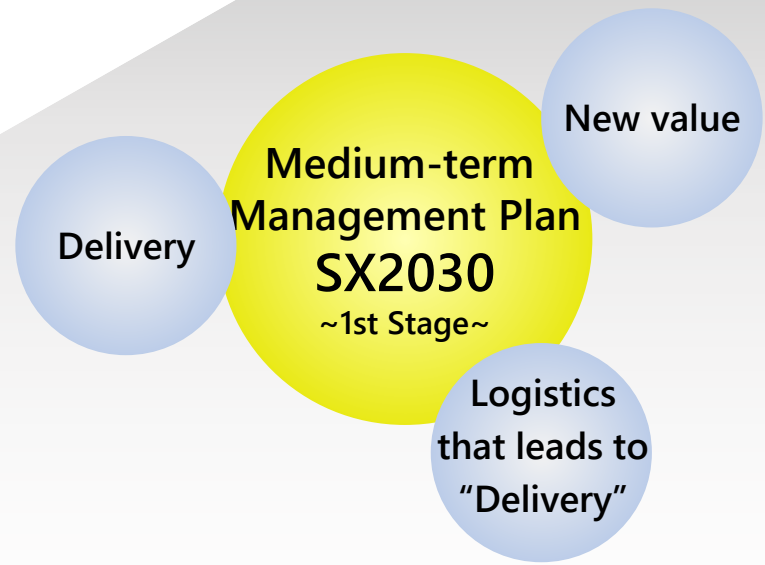 New value
Medium-term
Management Plan
SX2030
~1st Stage~
Delivery
Logistics
that leads to
“Delivery”